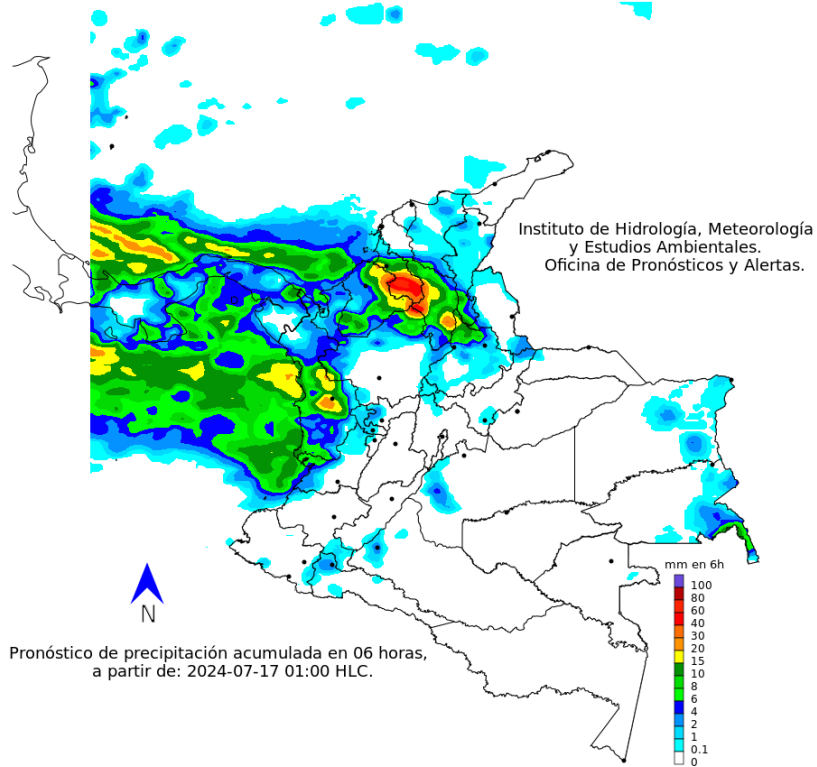 Instituto de Hidrología, Meteorología
y Estudios Ambientales.
Oficina de Pronósticos y Alertas.
mm en 6h
100
80
60
40
30
20
15
10
8
6
4
2
1
0.1
0
N
Pronóstico de precipitación acumulada en 06 horas,
a partir de: 2024-07-17 01:00 HLC.